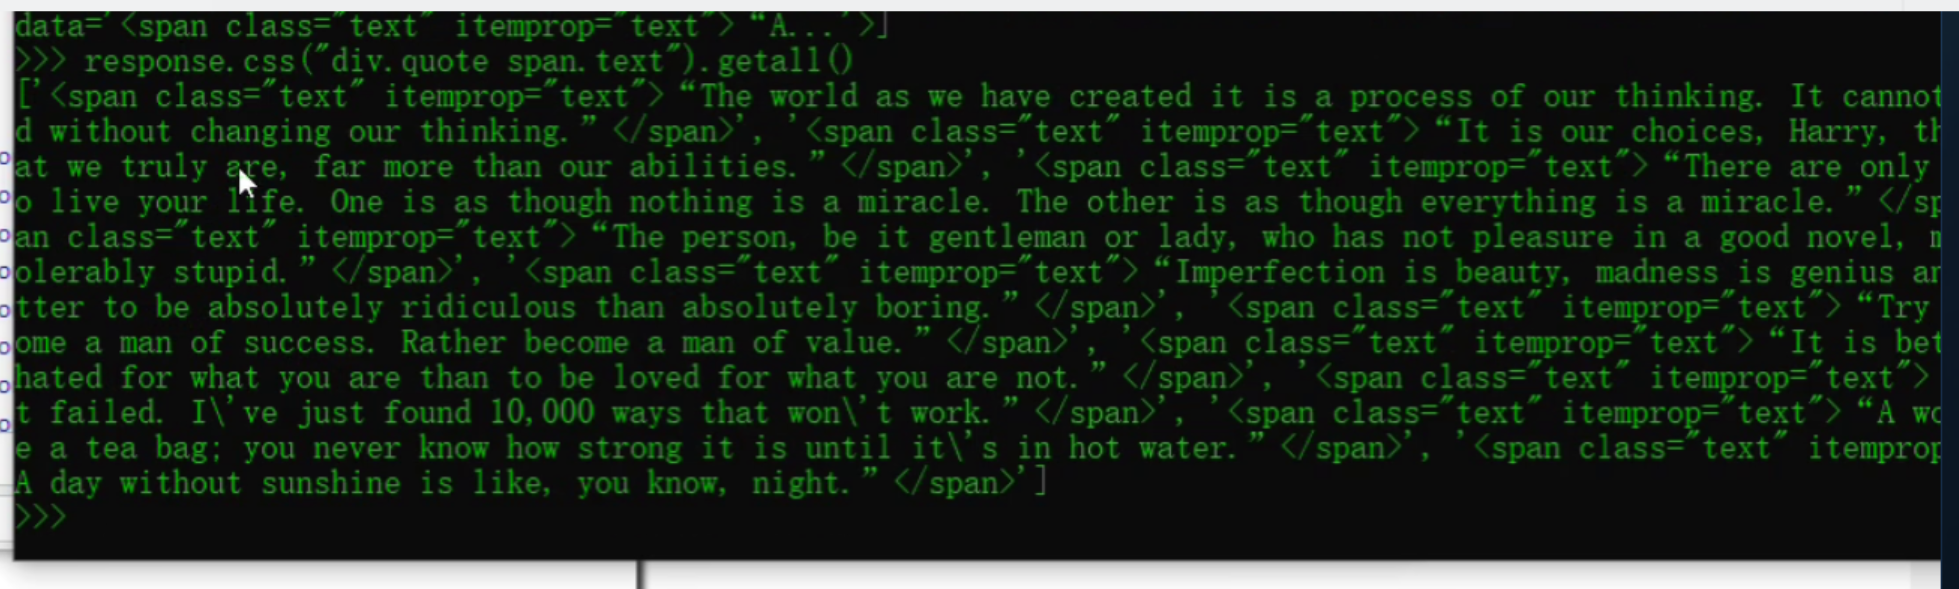 data='<span class="text" itemprop="text">“A...'>]
>>> response.css("div.quote span.text").getall()
['<span class="text" itemprop="text">“The world as we have created it is a process of our thinking. It cannot
d without changing our thinking.”</span>', '<span class="text" itemprop="text">“It is our choices, Harry, th
at we truly are, far more than our abilities.”</span>', '<span class="text" itemprop="text">“There are only
o live your life. One is as though nothing is a miracle. The other is as though everything is a miracle.”</sp
an class="text" itemprop="text">“The person, be it gentleman or lady, who has not pleasure in a good novel, m
olerably stupid.”</span>', '<span class="text" itemprop="text">“Imperfection is beauty, madness is genius an
tter to be absolutely ridiculous than absolutely boring.”</span>', '<span class="text" itemprop="text">“Try
ome a man of success. Rather become a man of value.”</span>', '<span class="text" itemprop="text">“It is bet
hated for what you are than to be loved for what you are not.”</span>', '<span class="text" itemprop="text">
t failed. I\'ve just found 10,000 ways that won\'t work.”</span>', '<span class="text" itemprop="text">“A wo
e a tea bag; you never know how strong it is until it\'s in hot water.”</span>', '<span class="text" itemprop
A day without sunshine is like, you know, night.”</span>']
>>>